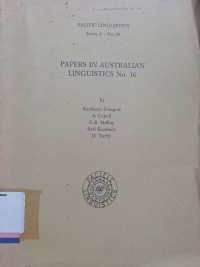 PACIFIC LINGUISTICS
Series A - No. 68
PAPERS IN AUSTRALIAN
LINGUISTICS No. 16
by
Kathleen Glasgow
A. Capell
G.R. McKay
Rod Kennedy
D. Trefry
PACIFIC
LINGUISTICS